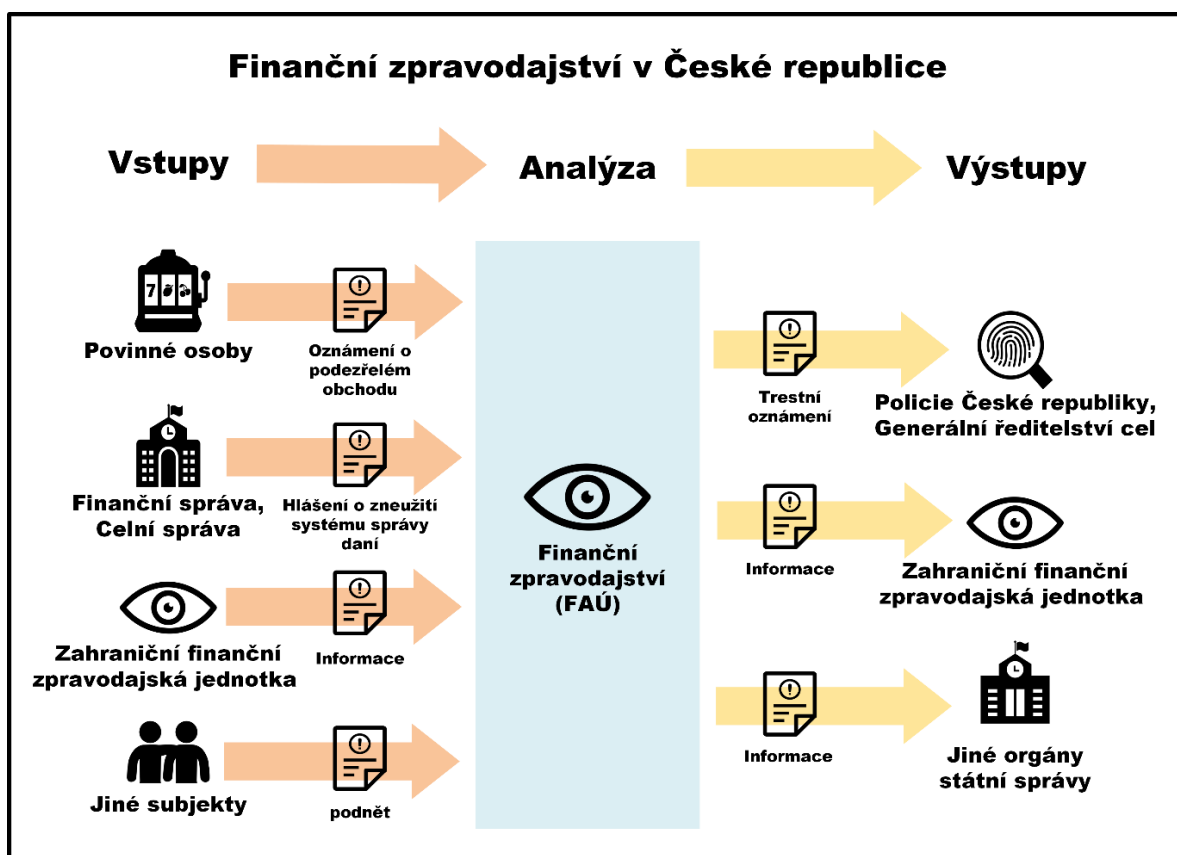 Finanční zpravodajství v České republice
Vstupy
Analýza
Výstupy
7
Povinné osoby
Oznámení o
podezřelém
obchodu
Finanční správa,
Celní správa
Hlášení o zneužití
systému správy
daní
Zahraniční finanční
zpravodajská jednotka
Informace
Jiné subjekty
podnět
Finanční
zpravodajství
(FAÚ)
Trestní
oznámení
Policie České republiky,
Generální ředitelství cel
Informace
Zahraniční finanční
zpravodajská jednotka
Informace
Jiné orgány
státní správy